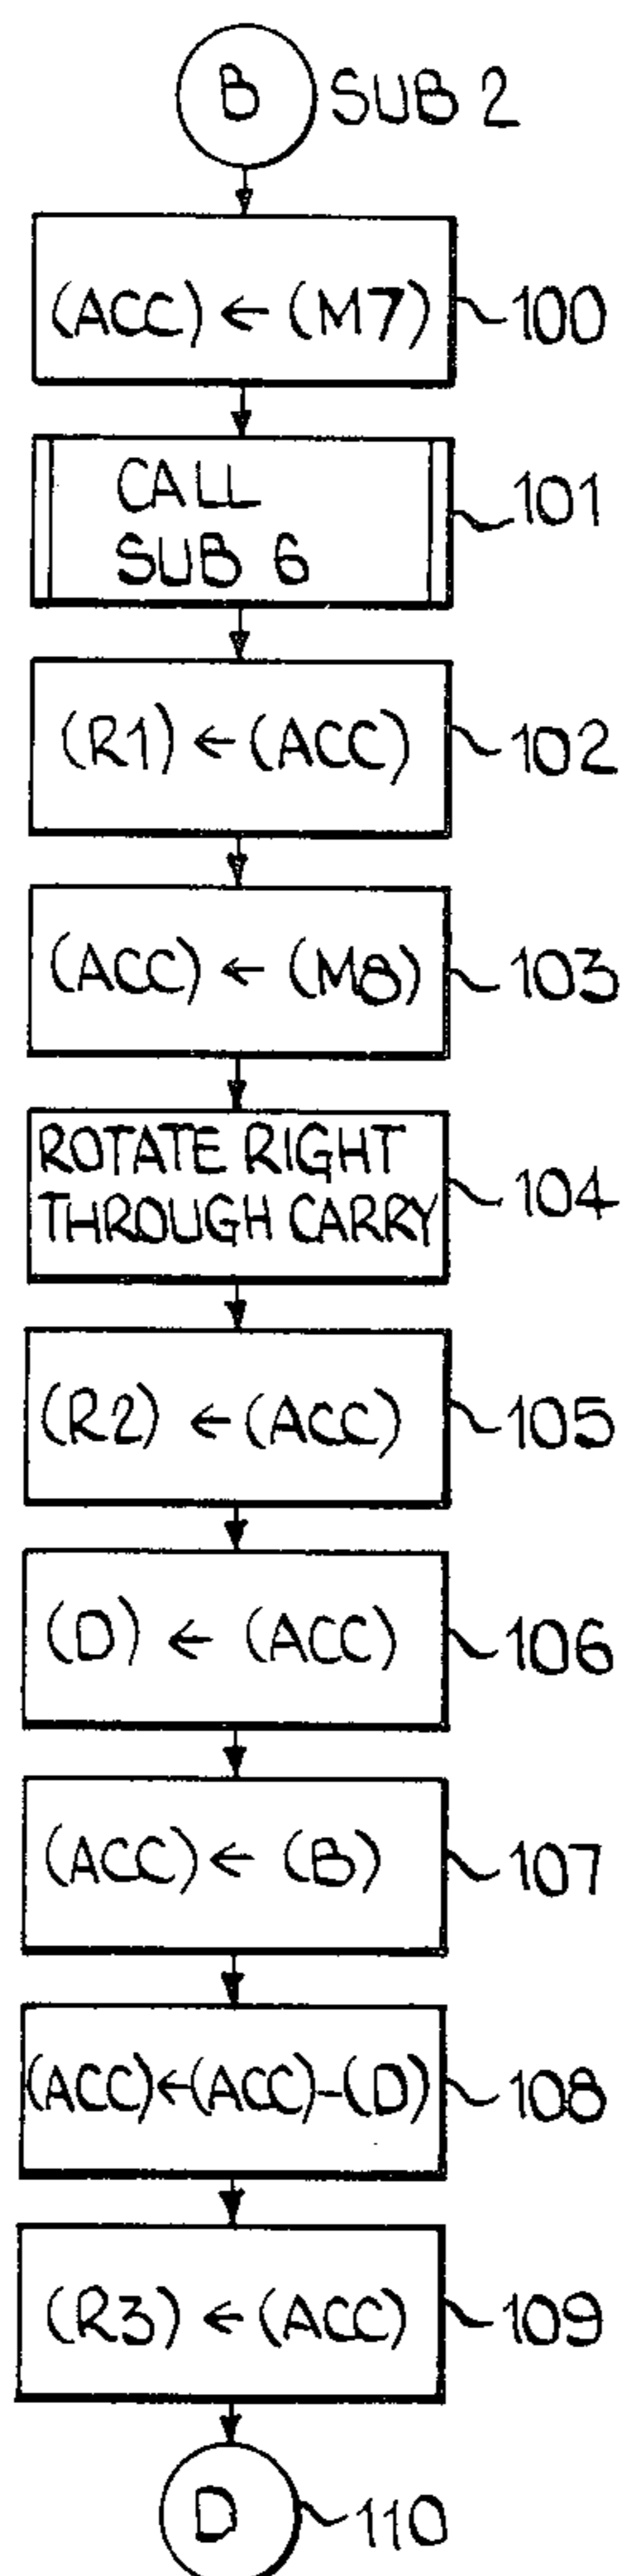 B SUB 2
(ACC) ← (M7) 100
CALL
SUB 6 101
(R1) ← (ACC) 102
(ACC) ← (M8) 103
ROTATE RIGHT
THROUGH CARRY 104
(R2) ← (ACC) 105
(D) ← (ACC) 106
(ACC) ← (B) 107
(ACC)←(ACC)-(D) 108
(R3) ← (ACC) 109
D 110